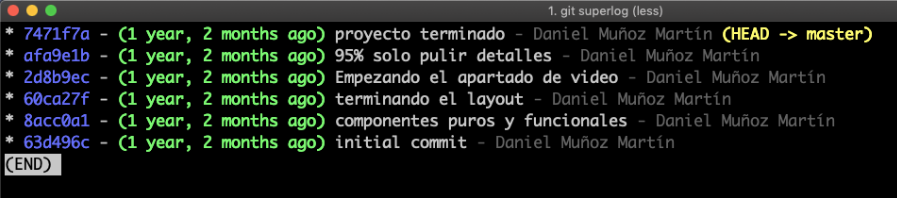 1. git superlog (less)
* 7471f7a - (1 year, 2 months ago) proyecto terminado - Daniel Muñoz Martín (HEAD -> master)
* afa9e1b - (1 year, 2 months ago) 95% solo pulir detalles - Daniel Muñoz Martín
* 2d8b9ec - (1 year, 2 months ago) Empezando el apartado de video - Daniel Muñoz Martín
* 60ca27f - (1 year, 2 months ago) terminando el layout - Daniel Muñoz Martín
* 8acc0a1 - (1 year, 2 months ago) componentes puros y funcionales - Daniel Muñoz Martín
* 63d496c - (1 year, 2 months ago) initial commit - Daniel Muñoz Martín
(END)